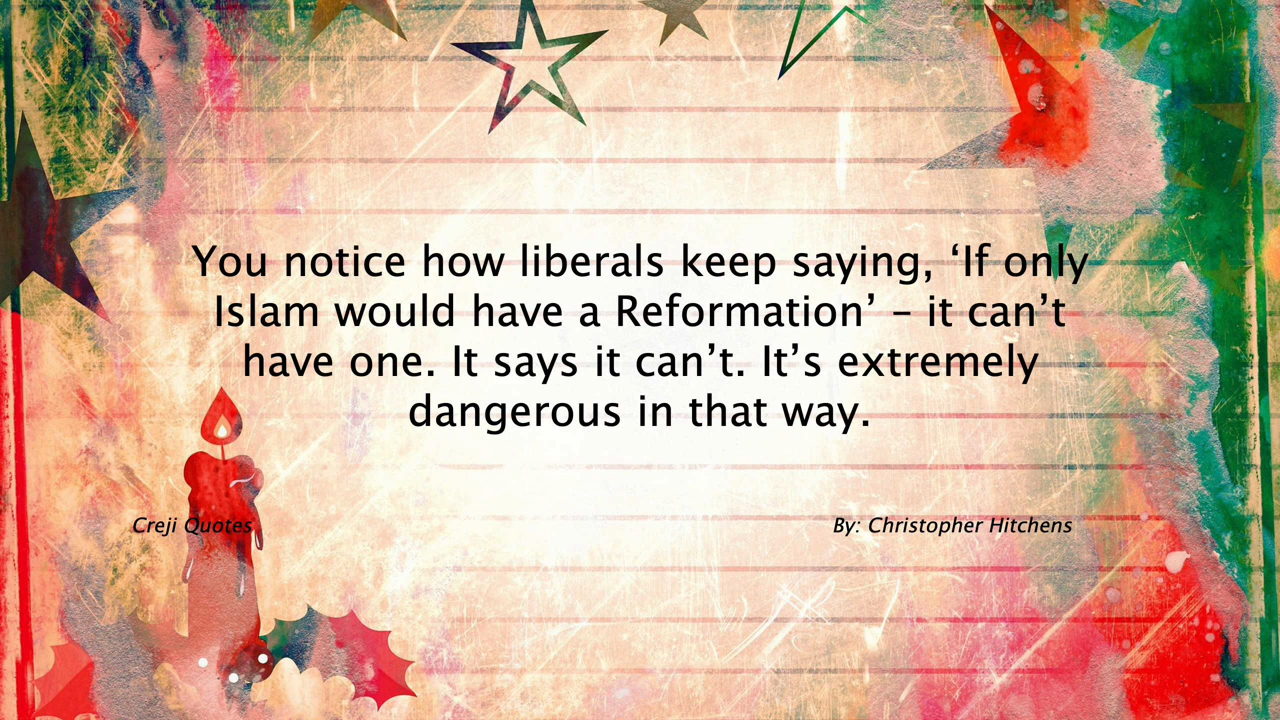 You notice how liberals keep saying, ‘If only
Islam would have a Reformation’ – it can’t
have one. It says it can’t. It’s extremely
dangerous in that way.
Creji Quotes
By: Christopher Hitchens